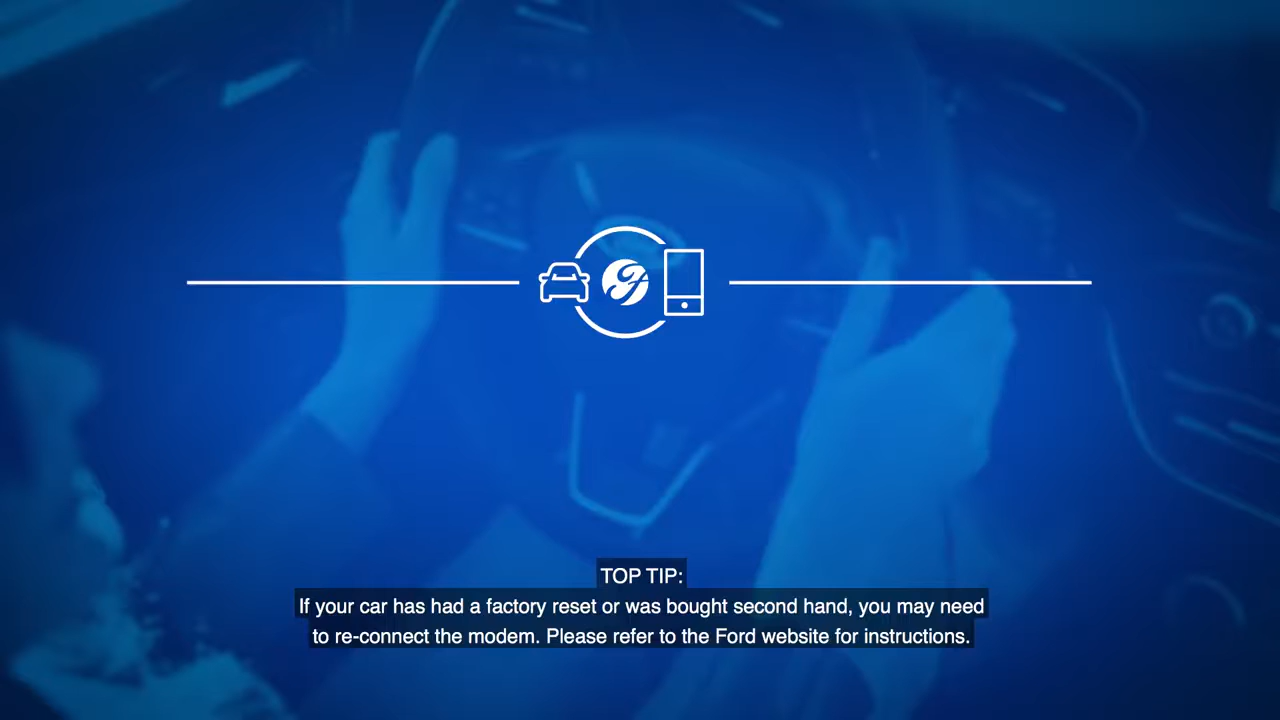 TOP TIP:
If your car has had a factory reset or was bought second hand, you may need
to re-connect the modem. Please refer to the Ford website for instructions.